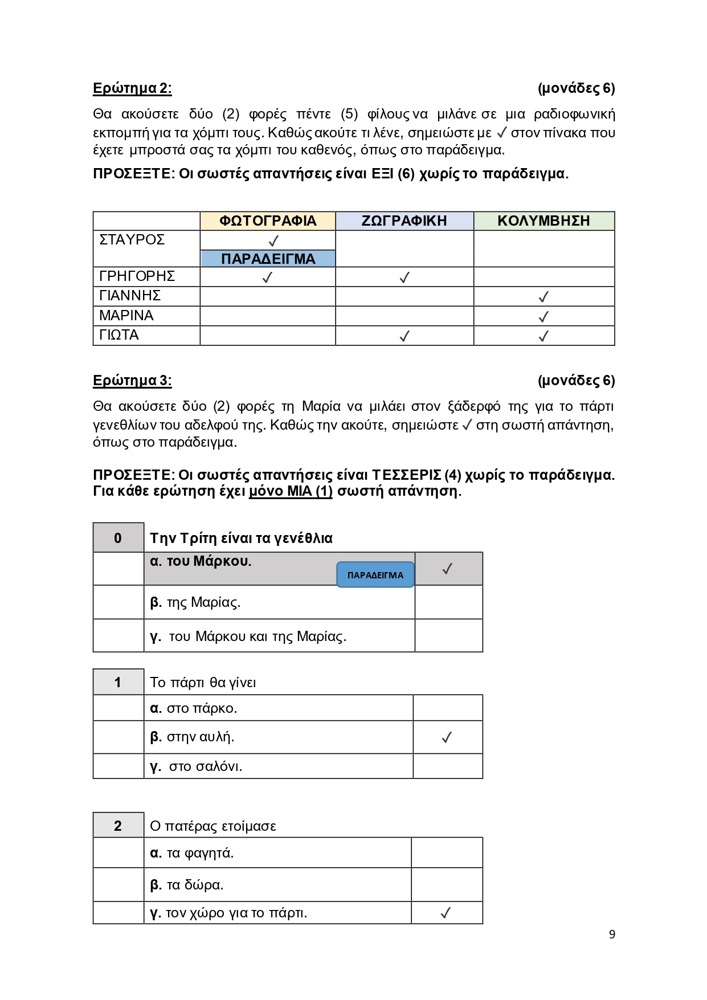 Ερώτημα 2: (μονάδες 6)
Θα ακούσετε δύο (2) φορές πέντε (5) φίλους να μιλάνε σε μια ραδιοφωνική
εκπομπή για τα χόμπι τους. Καθώς ακούτε τι λένε, σημειώστε με ✓ στον πίνακα που
έχετε μπροστά σας τα χόμπι του καθενός, όπως στο παράδειγμα.
ΠΡΟΣΕΞΤΕ: Οι σωστές απαντήσεις είναι ΕΞΙ (6) χωρίς το παράδειγμα.
ΦΩΤΟΓΡΑΦΙΑ ΖΩΓΡΑΦΙΚΗ ΚΟΛΥΜΒΗΣΗ
ΣΤΑΥΡΟΣ ✓
ΠΑΡΑΔΕΙΓΜΑ
ΓΡΗΓΟΡΗΣ ✓ ✓
ΓΙΑΝΝΗΣ ✓
ΜΑΡΙΝΑ ✓
ΓΙΩΤΑ ✓ ✓
Ερώτημα 3: (μονάδες 6)
Θα ακούσετε δύο (2) φορές τη Μαρία να μιλάει στον ξάδερφό της για το πάρτι
γενεθλίων του αδελφού της. Καθώς την ακούτε, σημειώστε ✓ στη σωστή απάντηση,
όπως στο παράδειγμα.
ΠΡΟΣΕΞΤΕ: Οι σωστές απαντήσεις είναι ΤΕΣΣΕΡΙΣ (4) χωρίς το παράδειγμα.
Για κάθε ερώτηση έχει μόνο ΜΙΑ (1) σωστή απάντηση.
0 Την Τρίτη είναι τα γενέθλια
α. του Μάρκου. ✓
ΠΑΡΑΔΕΙΓΜΑ
β. της Μαρίας.
γ. του Μάρκου και της Μαρίας.
1 Το πάρτι θα γίνει
α. στο πάρκο.
β. στην αυλή. ✓
γ. στο σαλόνι.
2 Ο πατέρας ετοίμασε
α. τα φαγητά.
β. τα δώρα.
γ. τον χώρο για το πάρτι. ✓
9